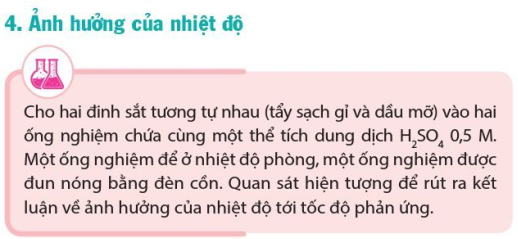 4. Ảnh hưởng của nhiệt độ
Cho hai đinh sắt tương tự nhau (tẩy sạch gỉ và dầu mỡ) vào hai
ống nghiệm chứa cùng một thể tích dung dịch H₂SO₄ 0,5 M.
Một ống nghiệm để ở nhiệt độ phòng, một ống nghiệm được
đun nóng bằng đèn cồn. Quan sát hiện tượng để rút ra kết
luận về ảnh hưởng của nhiệt độ tới tốc độ phản ứng.